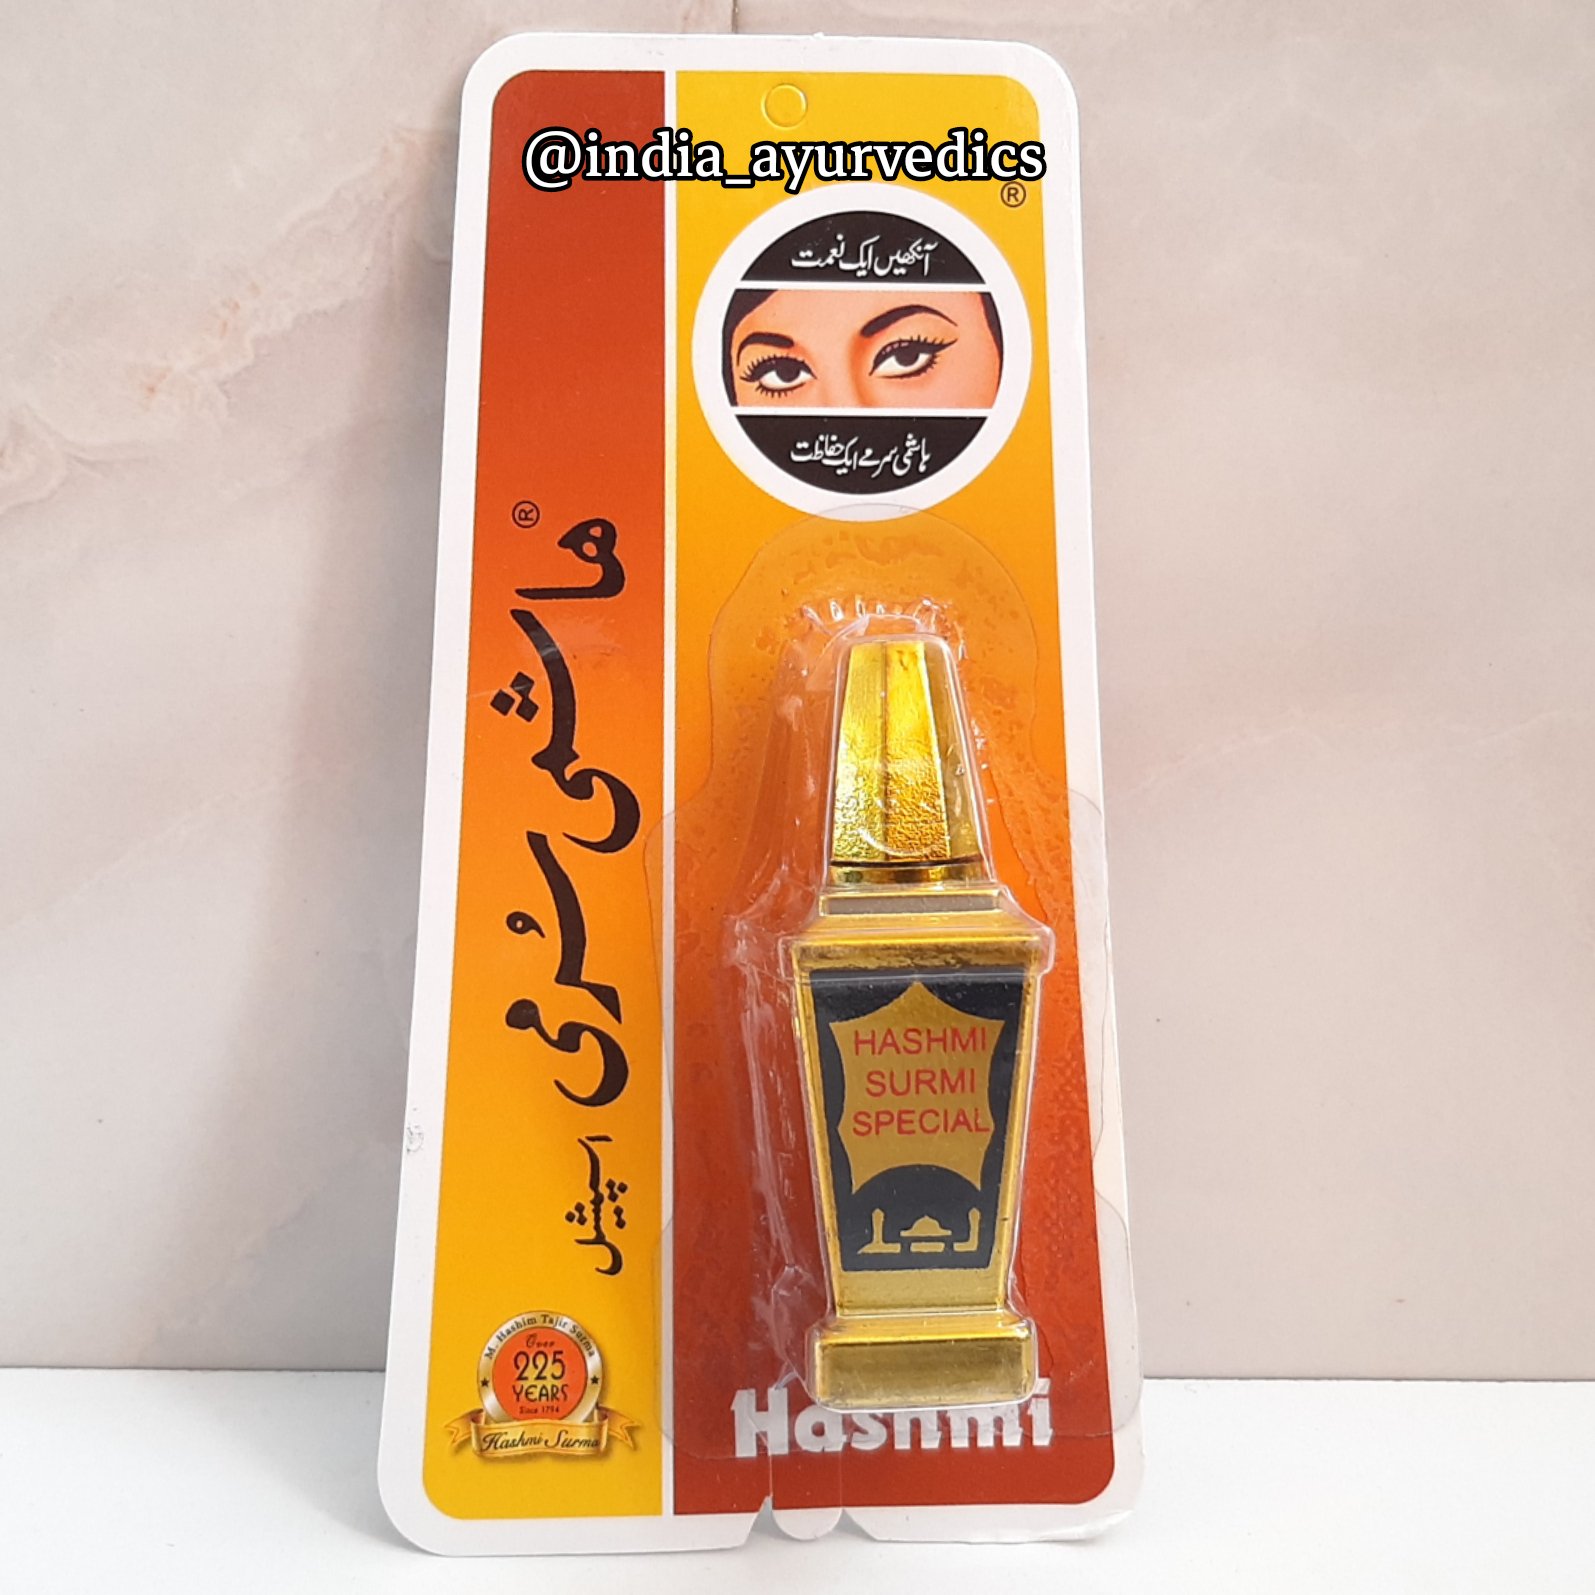 @india_ayurvedics
®
آنکھیں ایک نعمت
ہاشمی سرمے ایک حفاظت
هاشمی سُرمی ®
اسپیشل
HASHMI
SURMI
SPECIAL
M. Hashim Tajir Surma
Over
225
YEARS
Since 1794
Hashmi Surma
Hashmi